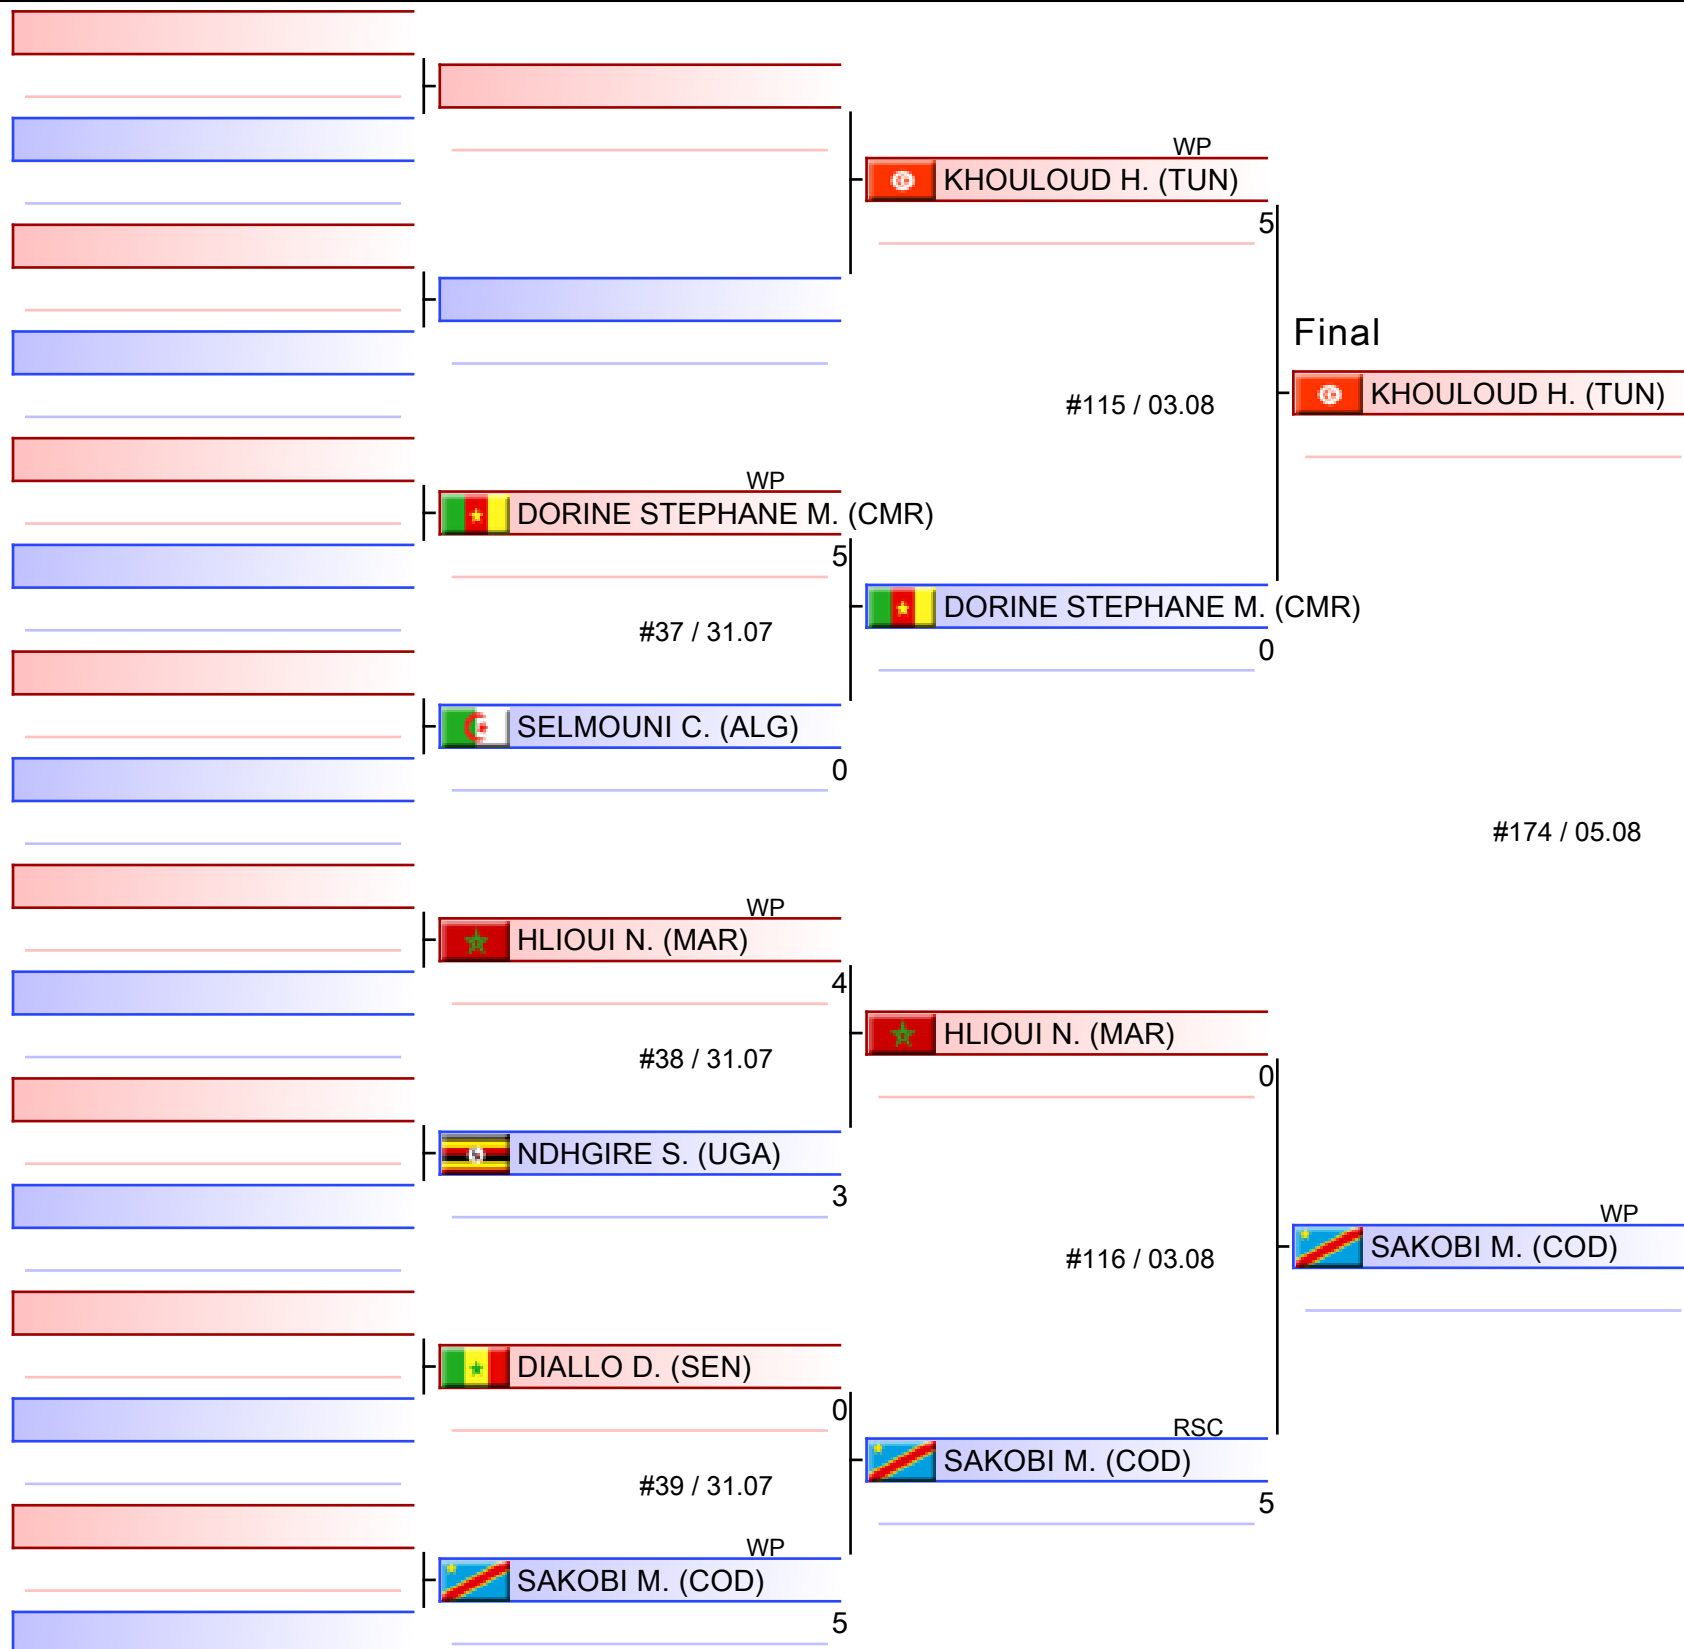 WP
KHOULOUD H. (TUN)
5
Final
KHOULOUD H. (TUN)
#115 / 03.08
WP
DORINE STEPHANE M. (CMR)
5
DORINE STEPHANE M. (CMR)
0
#37 / 31.07
SELMOUNI C. (ALG)
0
#174 / 05.08
WP
HLIOUI N. (MAR)
4
HLIOUI N. (MAR)
0
#38 / 31.07
NDHGIRE S. (UGA)
3
#116 / 03.08
WP
SAKOBI M. (COD)
DIALLO D. (SEN)
0
RSC
SAKOBI M. (COD)
5
#39 / 31.07
WP
SAKOBI M. (COD)
5